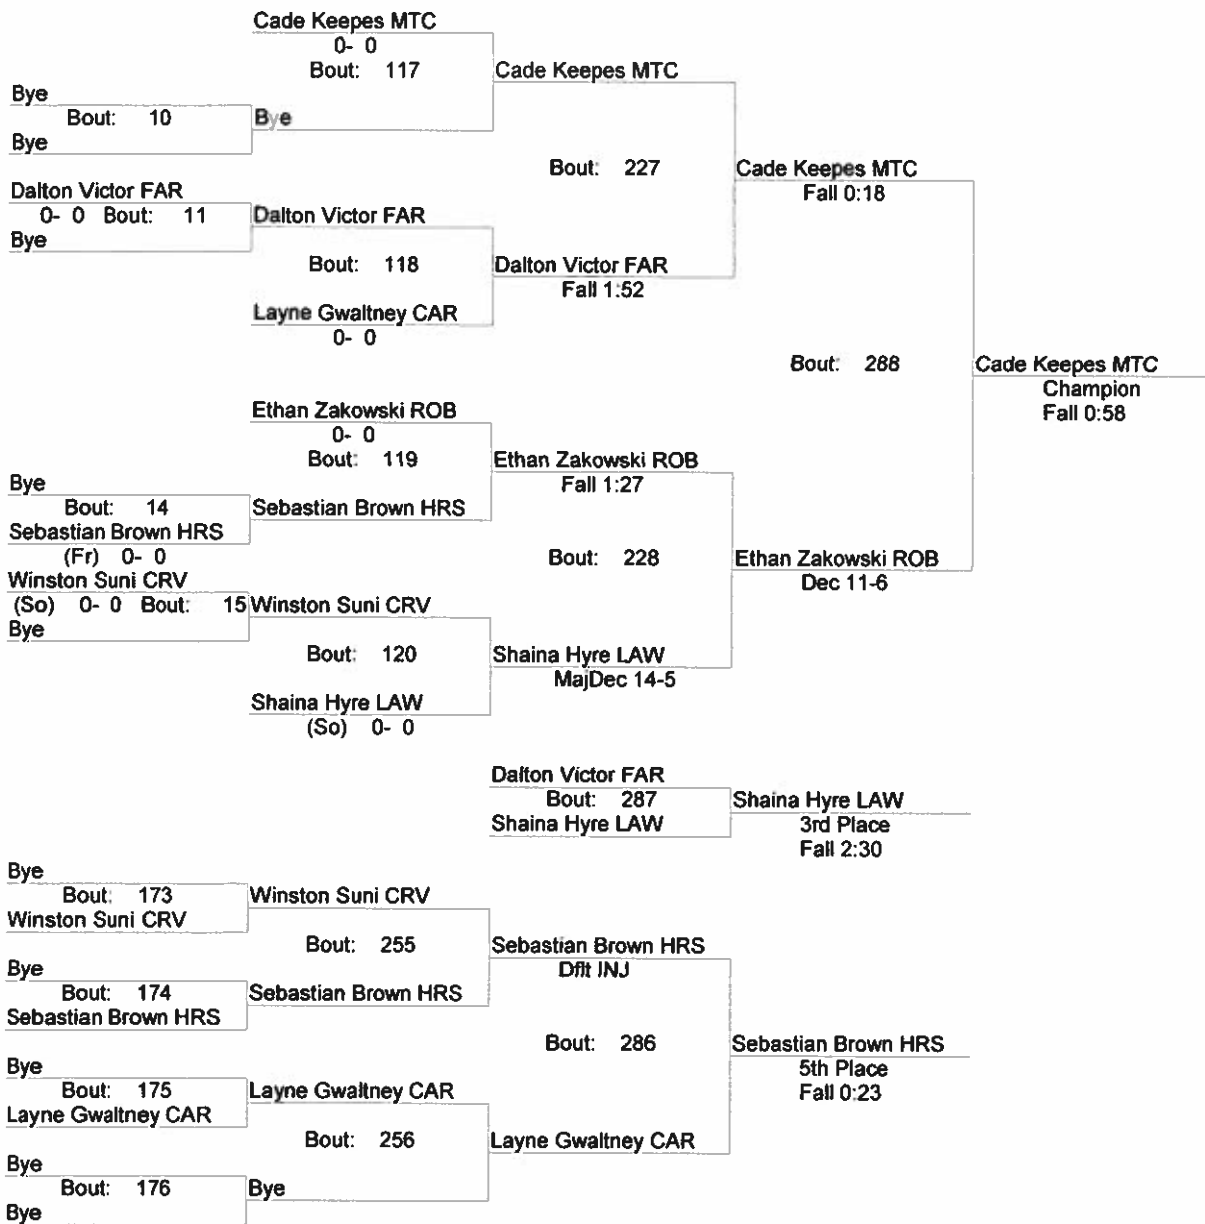 Cade Keepes MTC
0- 0
Bout: 117
Cade Keepes MTC
Bye
Bout: 10
Bye
Bye
Bout: 227
Cade Keepes MTC
Fall 0:18
Dalton Victor FAR
0- 0 Bout: 11
Dalton Victor FAR
Bye
Bout: 118
Dalton Victor FAR
Fall 1:52
Layne Gwaltney CAR
0- 0
Bout: 288
Cade Keepes MTC
Champion
Fall 0:58
Ethan Zakowski ROB
0- 0
Bout: 119
Ethan Zakowski ROB
Fall 1:27
Bye
Bout: 14
Sebastian Brown HRS
Sebastian Brown HRS
(Fr) 0- 0
Bout: 228
Ethan Zakowski ROB
Dec 11-6
Winston Suni CRV
(So) 0- 0 Bout: 15
Winston Suni CRV
Bye
Bout: 120
Shaina Hyre LAW
MajDec 14-5
Shaina Hyre LAW
(So) 0- 0
Dalton Victor FAR
Bout: 287
Shaina Hyre LAW
Shaina Hyre LAW
3rd Place
Fall 2:30
Bye
Bout: 173
Winston Suni CRV
Winston Suni CRV
Bout: 255
Sebastian Brown HRS
Dflt INJ
Bye
Bout: 174
Sebastian Brown HRS
Sebastian Brown HRS
Bout: 286
Sebastian Brown HRS
5th Place
Fall 0:23
Bye
Bout: 175
Layne Gwaltney CAR
Layne Gwaltney CAR
Bout: 256
Layne Gwaltney CAR
Bye
Bout: 176
Bye
Bye